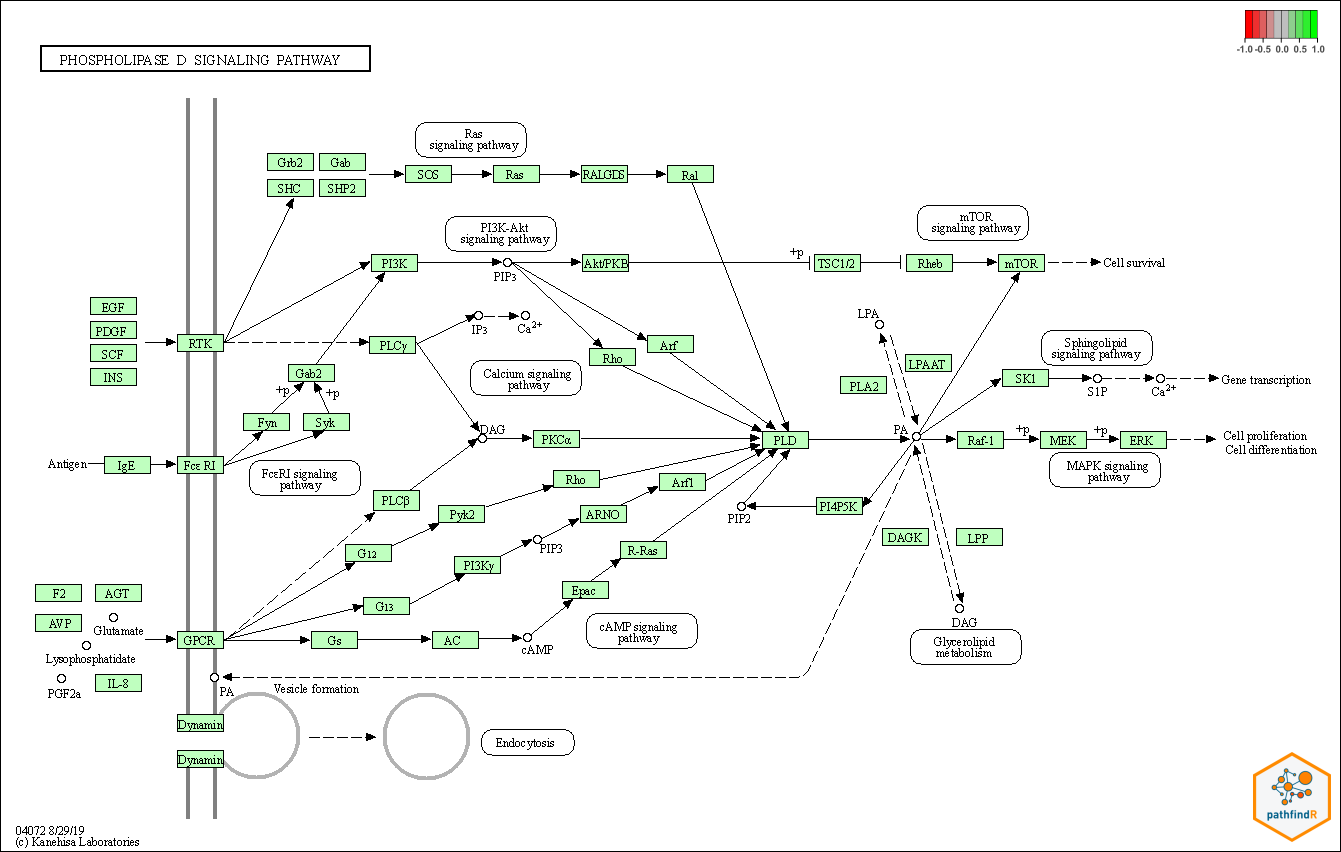 -1.0 -0.5 0.0 0.5 1.0
PHOSPHOLIPASE D SIGNALING PATHWAY
Ras
signaling pathway
Grb2 Gab
SOS Ras RALGDS Ral
SHC SHP2
PI3K-Akt
signaling pathway
mTOR
signaling pathway
+p
PI3K
PIP3
Akt/PKB
TSC1/2
Rheb
mTOR
Cell survival
EGF
PDGF
SCF
INS
RTK
PLCγ
IP3
Ca2+
LPA
Arf
Rho
Sphingolipid
signaling pathway
LPAAT
PLA2
Gab2
+p +p
Calcium signaling
pathway
SK1
S1P
Ca2+
Gene transcription
Fyn
Syk
DAG
PKCα
PLD
PA
Raf-1
+p
MEK
+p
ERK
Cell proliferation
Cell differentiation
MAPK signaling
pathway
Antigen
IgE
FcεRI
FcεRI signaling
pathway
PLCβ
Rho
Arf1
Pyk2
ARNO
PIP2
PI4P5K
DAGK
LPP
G12
PIP3
R-Ras
PI3Kγ
Epac
F2 AGT
AVP
Glutamate
Lysophosphatidate
PGF2a
IL-8
G13
GPCR
Gs
AC
cAMP
cAMP signaling
pathway
DAG
Glycerolipid
metabolism
PA
Vesicle formation
Dynamin
Dynamin
Endocytosis
04072 8/29/19
(c) Kanehisa Laboratories
pathfindR